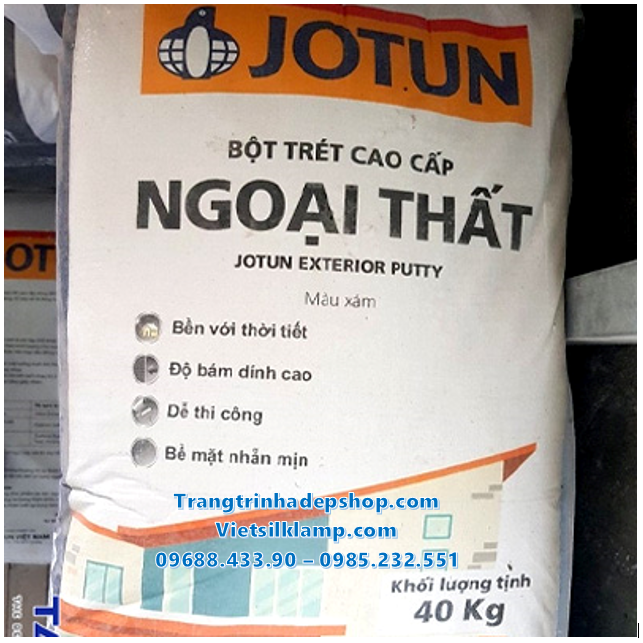 JOTUN
BỘT TRÉT CAO CẤP
NGOẠI THẤT
JOTUN EXTERIOR PUTTY
Màu xám
Bền với thời tiết
Độ bám dính cao
Dễ thi công
Bề mặt nhẵn mịn
Trangtrinhadepshop.com
Vietsilklamp.com
09688.433.90 – 0985.232.551
Khối lượng tịnh
40 Kg
OT